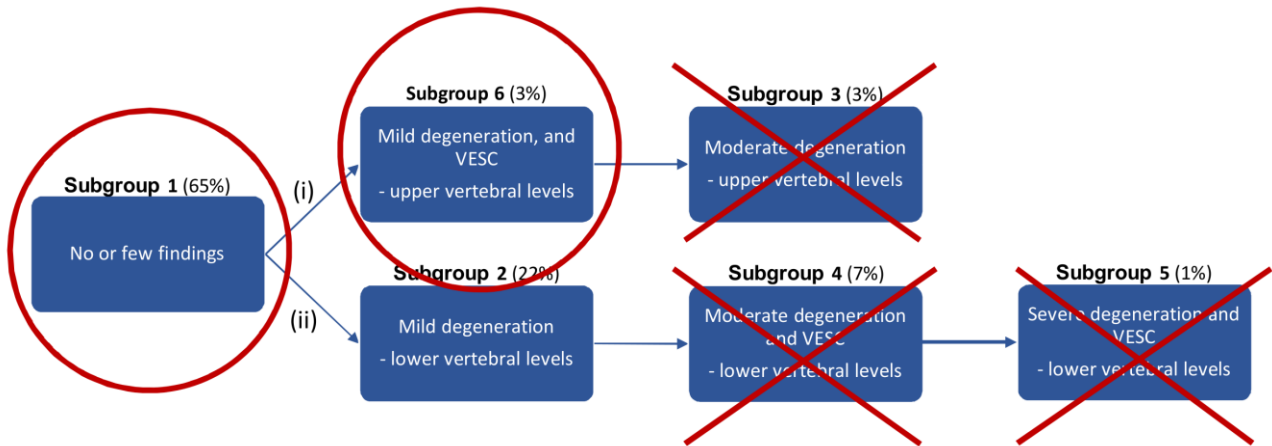 Subgroup 6 (3%)
Mild degeneration, and
VESC
- upper vertebral levels
Subgroup 3 (3%)
Moderate degeneration
- upper vertebral levels
Subgroup 1 (65%)
No or few findings
(i)
(ii)
Subgroup 2 (22%)
Mild degeneration
- lower vertebral levels
Subgroup 4 (7%)
Moderate degeneration
and VESC
- lower vertebral levels
Subgroup 5 (1%)
Severe degeneration and
VESC
- lower vertebral levels